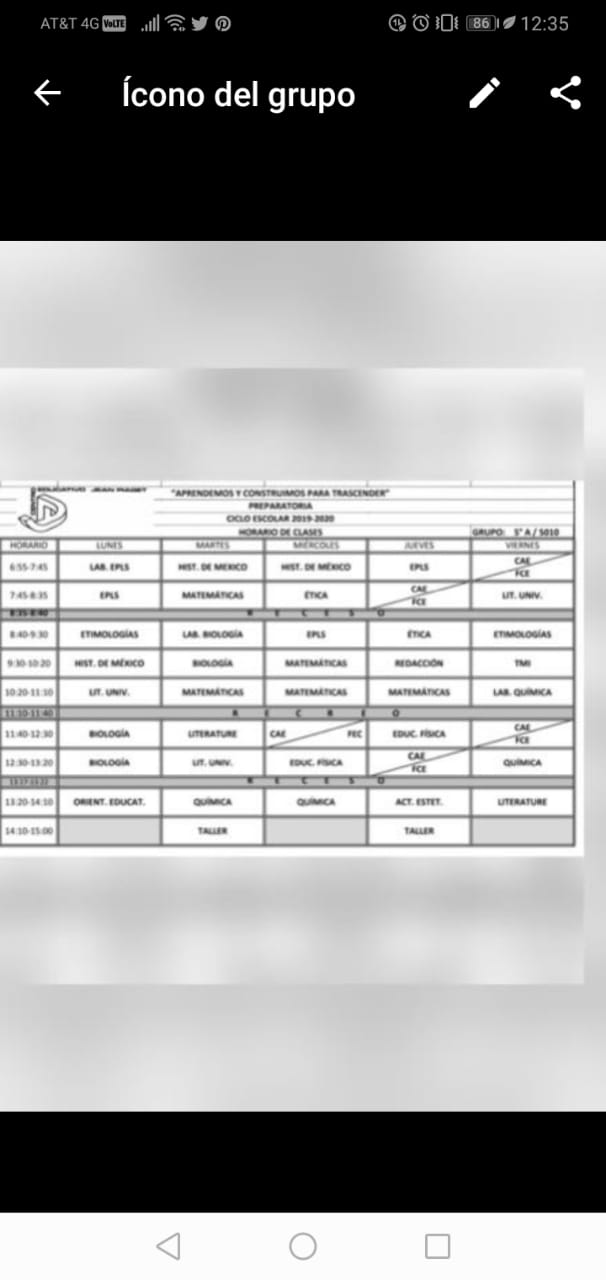 AT&T 4G VoLTE 86 12:35
Ícono del grupo
EDUCATIVO JEAN PIAGET "APRENDEMOS Y CONSTRUIMOS PARA TRASCENDER"
PREPARATORIA
CICLO ESCOLAR 2019-2020
HORARIO DE CLASES GRUPO: 5° A / 5010
HORARIO LUNES MARTES MIÉRCOLES JUEVES VIERNES
6:55-7:45 LAB. EPLS HIST. DE MEXICO HIST. DE MÉXICO EPLS CAE FCE
7:45-8:35 EPLS MATEMÁTICAS ÉTICA CAE FCE LIT. UNIV.
8:35-8:40 R E C E S O
8:40-9:30 ETIMOLOGÍAS LAB. BIOLOGÍA EPLS ÉTICA ETIMOLOGÍAS
9:30-10:20 HIST. DE MÉXICO BIOLOGÍA MATEMÁTICAS REDACCIÓN TMI
10:20-11:10 LIT. UNIV. MATEMÁTICAS MATEMÁTICAS MATEMÁTICAS LAB. QUÍMICA
11:10-11:40 R E C R E O
11:40-12:30 BIOLOGÍA LITERATURE CAE FEC EDUC. FÍSICA CAE FCE
12:30-13:20 BIOLOGÍA LIT. UNIV. EDUC. FÍSICA CAE FCE QUÍMICA
R E C E S O
13:20-14:10 ORIENT. EDUCAT. QUÍMICA QUÍMICA ACT. ESTET. LITERATURE
14:10-15:00 TALLER TALLER